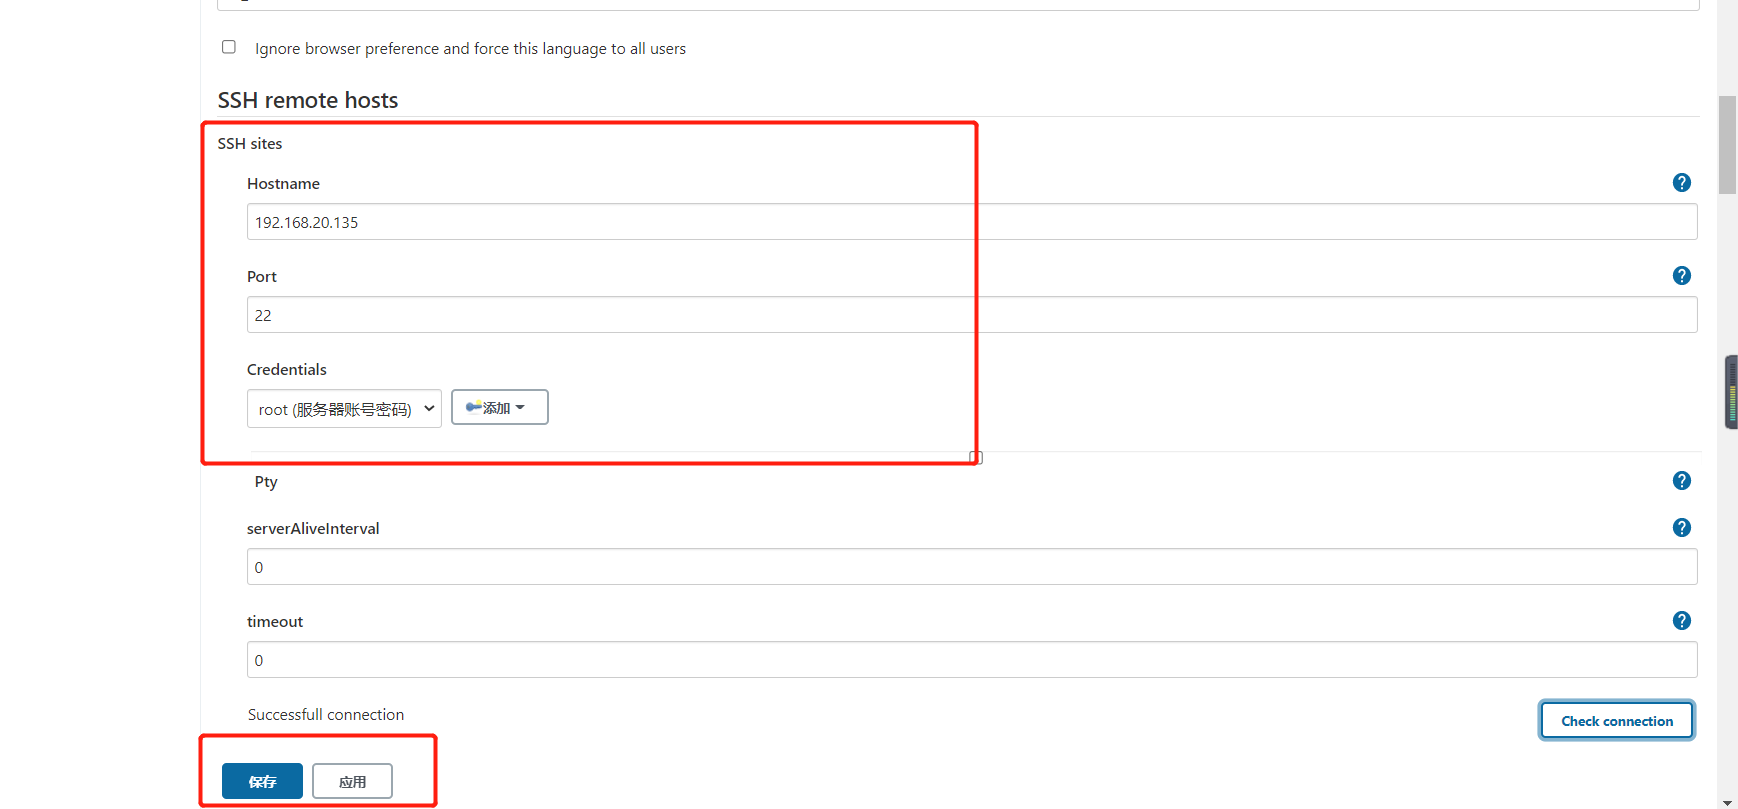 Ignore browser preference and force this language to all users
SSH remote hosts
SSH sites
Hostname
?
192.168.20.135
Port
?
22
Credentials
root (服务器账号密码)
添加
Pty
?
serverAliveInterval
?
0
timeout
?
0
Successfull connection
Check connection
保存
应用